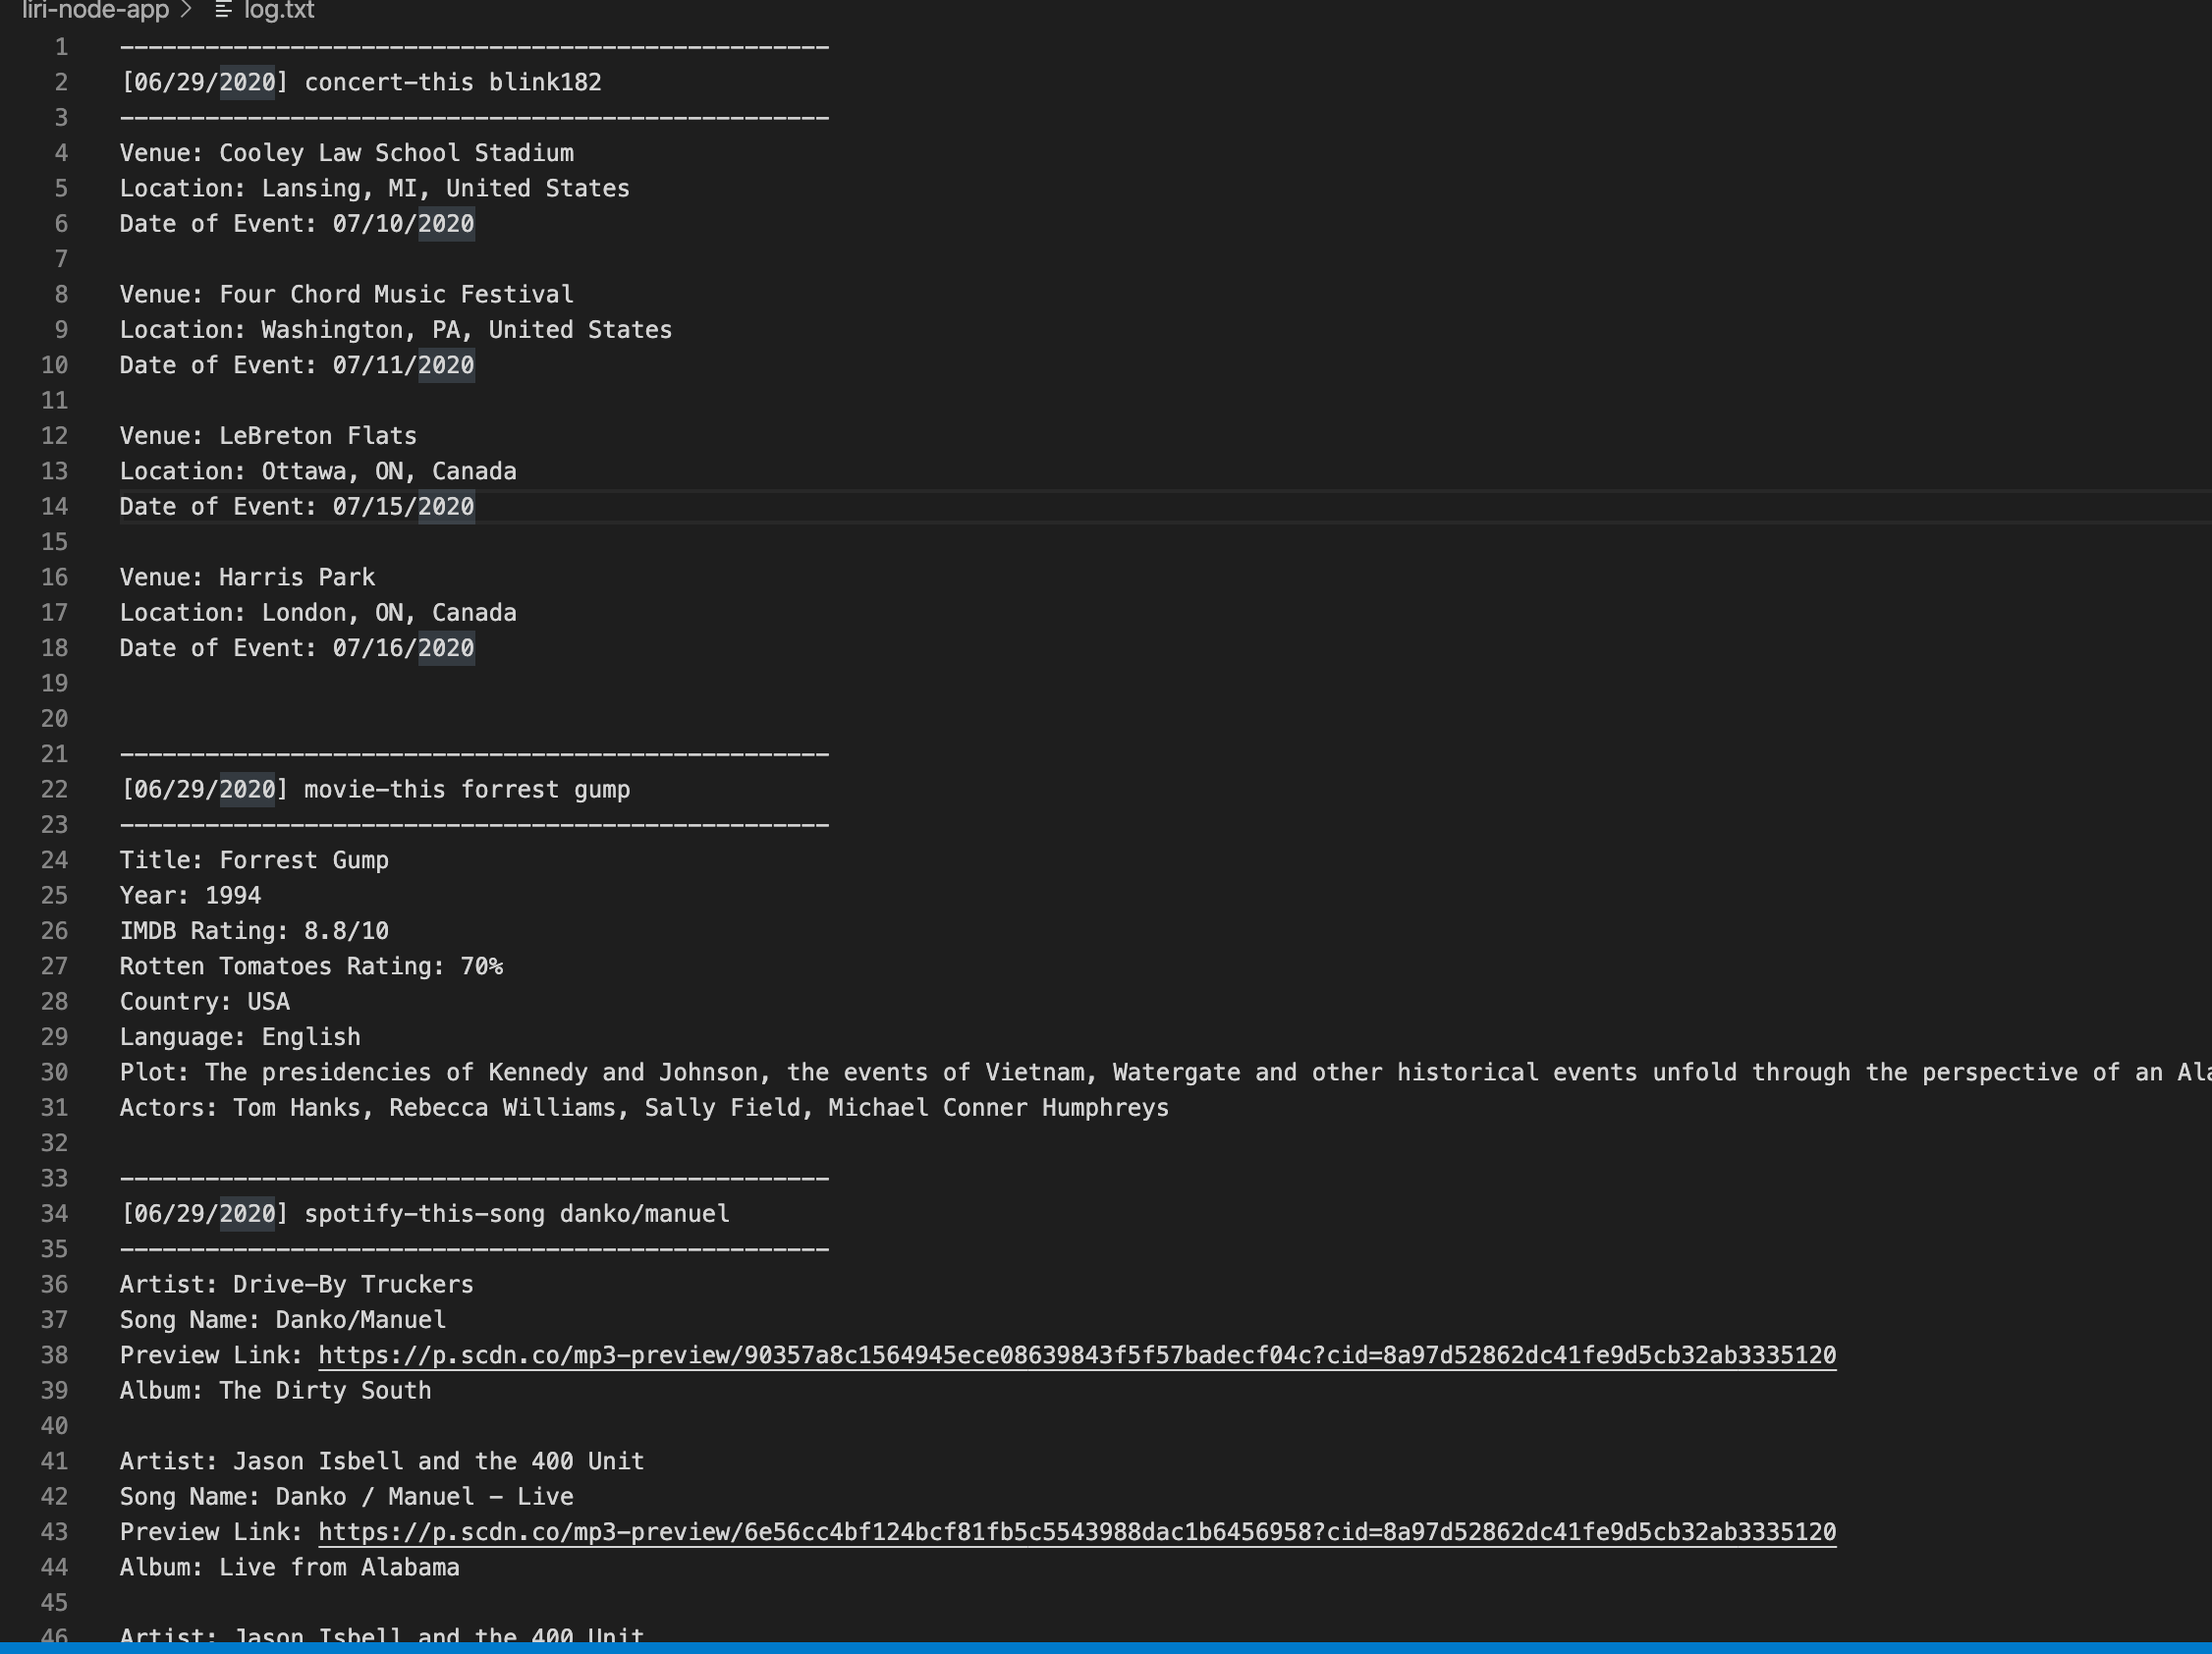 liri-node-app > log.txt
1 --------------------------------------------------
2 [06/29/2020] concert-this blink182
3 --------------------------------------------------
4 Venue: Cooley Law School Stadium
5 Location: Lansing, MI, United States
6 Date of Event: 07/10/2020
7
8 Venue: Four Chord Music Festival
9 Location: Washington, PA, United States
10 Date of Event: 07/11/2020
11
12 Venue: LeBreton Flats
13 Location: Ottawa, ON, Canada
14 Date of Event: 07/15/2020
15
16 Venue: Harris Park
17 Location: London, ON, Canada
18 Date of Event: 07/16/2020
19
20
21 --------------------------------------------------
22 [06/29/2020] movie-this forrest gump
23 --------------------------------------------------
24 Title: Forrest Gump
25 Year: 1994
26 IMDB Rating: 8.8/10
27 Rotten Tomatoes Rating: 70%
28 Country: USA
29 Language: English
30 Plot: The presidencies of Kennedy and Johnson, the events of Vietnam, Watergate and other historical events unfold through the perspective of an Ala
31 Actors: Tom Hanks, Rebecca Williams, Sally Field, Michael Conner Humphreys
32
33 --------------------------------------------------
34 [06/29/2020] spotify-this-song danko/manuel
35 --------------------------------------------------
36 Artist: Drive-By Truckers
37 Song Name: Danko/Manuel
38 Preview Link: https://p.scdn.co/mp3-preview/90357a8c1564945ece08639843f5f57badecf04c?cid=8a97d52862dc41fe9d5cb32ab3335120
39 Album: The Dirty South
40
41 Artist: Jason Isbell and the 400 Unit
42 Song Name: Danko / Manuel - Live
43 Preview Link: https://p.scdn.co/mp3-preview/6e56cc4bf124bcf81fb5c5543988dac1b6456958?cid=8a97d52862dc41fe9d5cb32ab3335120
44 Album: Live from Alabama
45
46 Artist: Jason Isbell and the 400 Unit